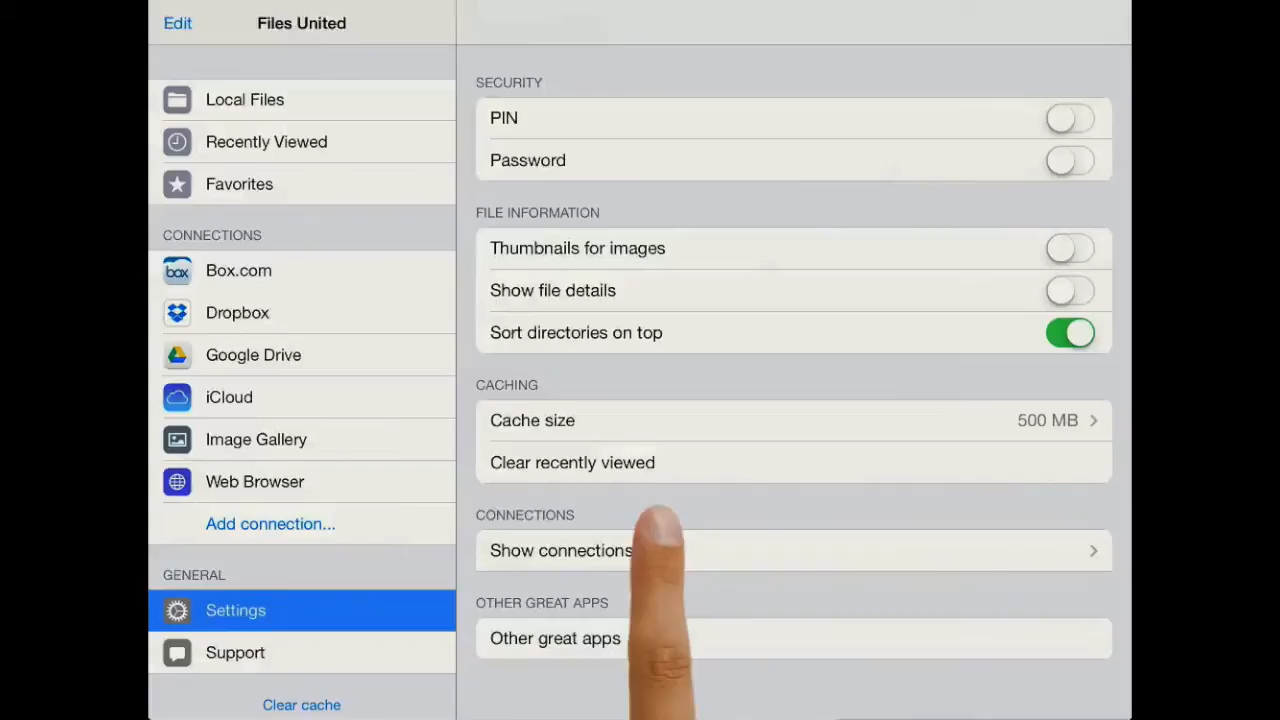 Edit
Files United
Local Files
Recently Viewed
Favorites
CONNECTIONS
box
Box.com
Dropbox
Google Drive
iCloud
Image Gallery
Web Browser
Add connection...
GENERAL
Settings
Support
Clear cache
SECURITY
PIN
Password
FILE INFORMATION
Thumbnails for images
Show file details
Sort directories on top
CACHING
Cache size 500 MB
Clear recently viewed
CONNECTIONS
Show connections
OTHER GREAT APPS
Other great apps